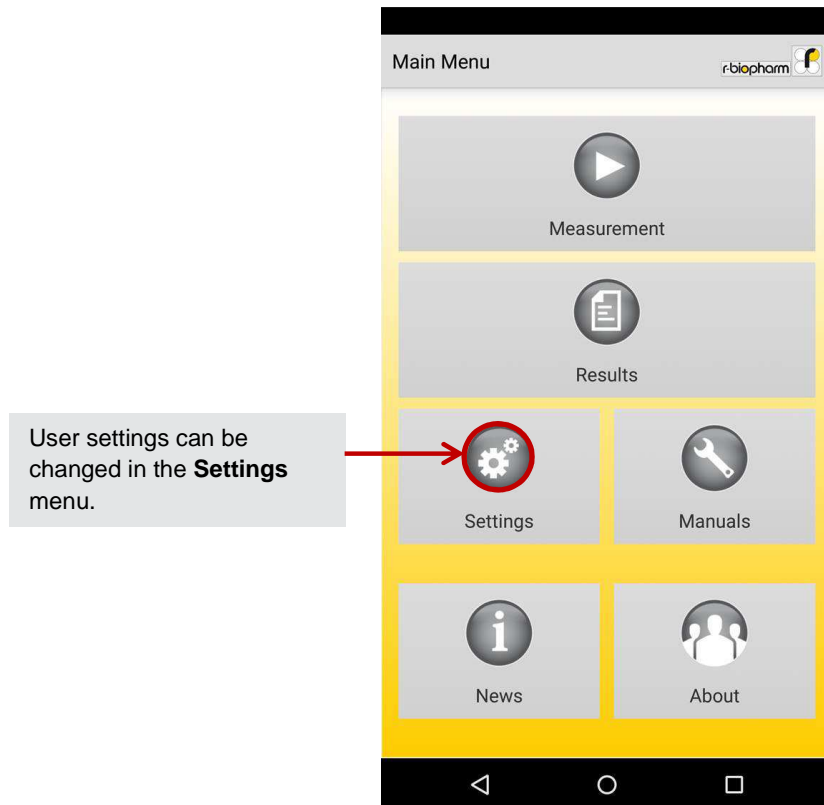 Main Menu
r-biopharm
Measurement
Results
User settings can be
changed in the Settings
menu.
Settings
Manuals
News
About